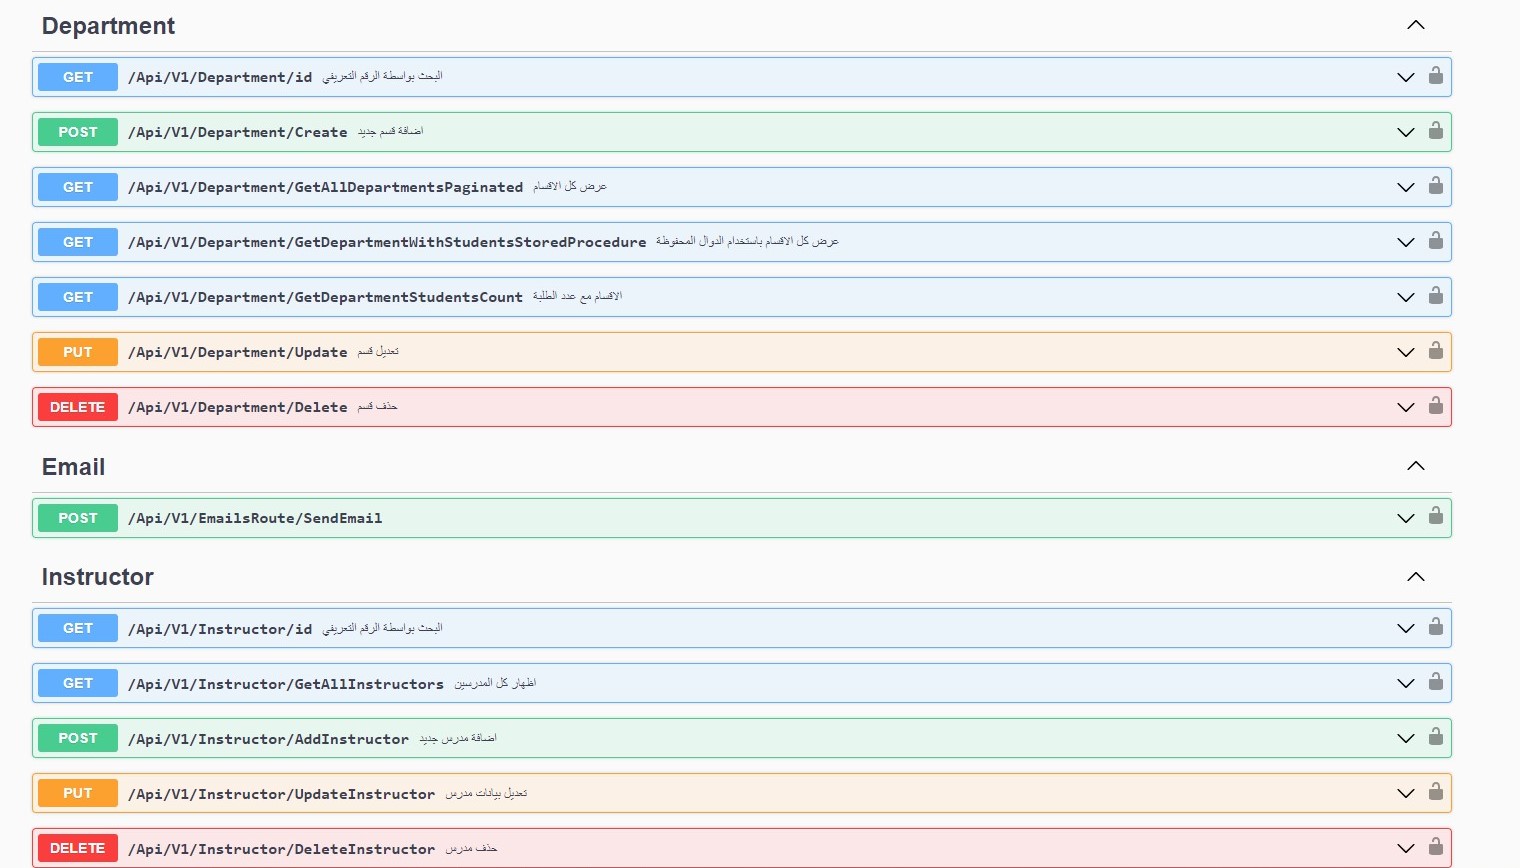 Department
GET /Api/V1/Department/id البحث بواسطة الرقم التعريفي
POST /Api/V1/Department/Create اضافة قسم جديد
GET /Api/V1/Department/GetAllDepartmentsPaginated عرض كل الاقسام
GET /Api/V1/Department/GetDepartmentWithStudentsStoredProcedure عرض كل الاقسام باستخدام الدوال المحفوظة
GET /Api/V1/Department/GetDepartmentStudentsCount الاقسام مع عدد الطلبة
PUT /Api/V1/Department/Update تعديل قسم
DELETE /Api/V1/Department/Delete حذف قسم
Email
POST /Api/V1/EmailsRoute/SendEmail
Instructor
GET /Api/V1/Instructor/id البحث بواسطة الرقم التعريفي
GET /Api/V1/Instructor/GetAllInstructors اظهار كل المدرسين
POST /Api/V1/Instructor/AddInstructor اضافة مدرس جديد
PUT /Api/V1/Instructor/UpdateInstructor تعديل بيانات مدرس
DELETE /Api/V1/Instructor/DeleteInstructor حذف مدرس